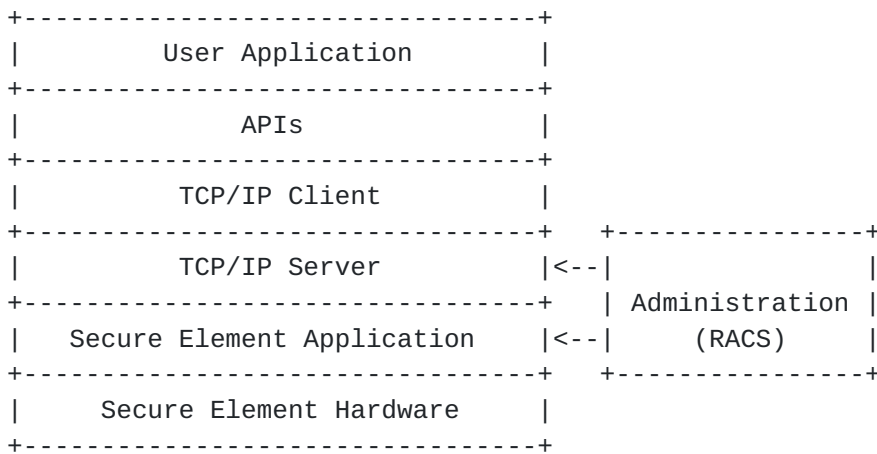 +---------------------------------+
|          User Application       |
+---------------------------------+
|               APIs              |
+---------------------------------+
|           TCP/IP Client         |
+---------------------------------+   +----------------+
|           TCP/IP Server         |<--|                |
+---------------------------------+   | Administration |
|    Secure Element Application   |<--|     (RACS)     |
+---------------------------------+   +----------------+
|      Secure Element Hardware    |
+---------------------------------+